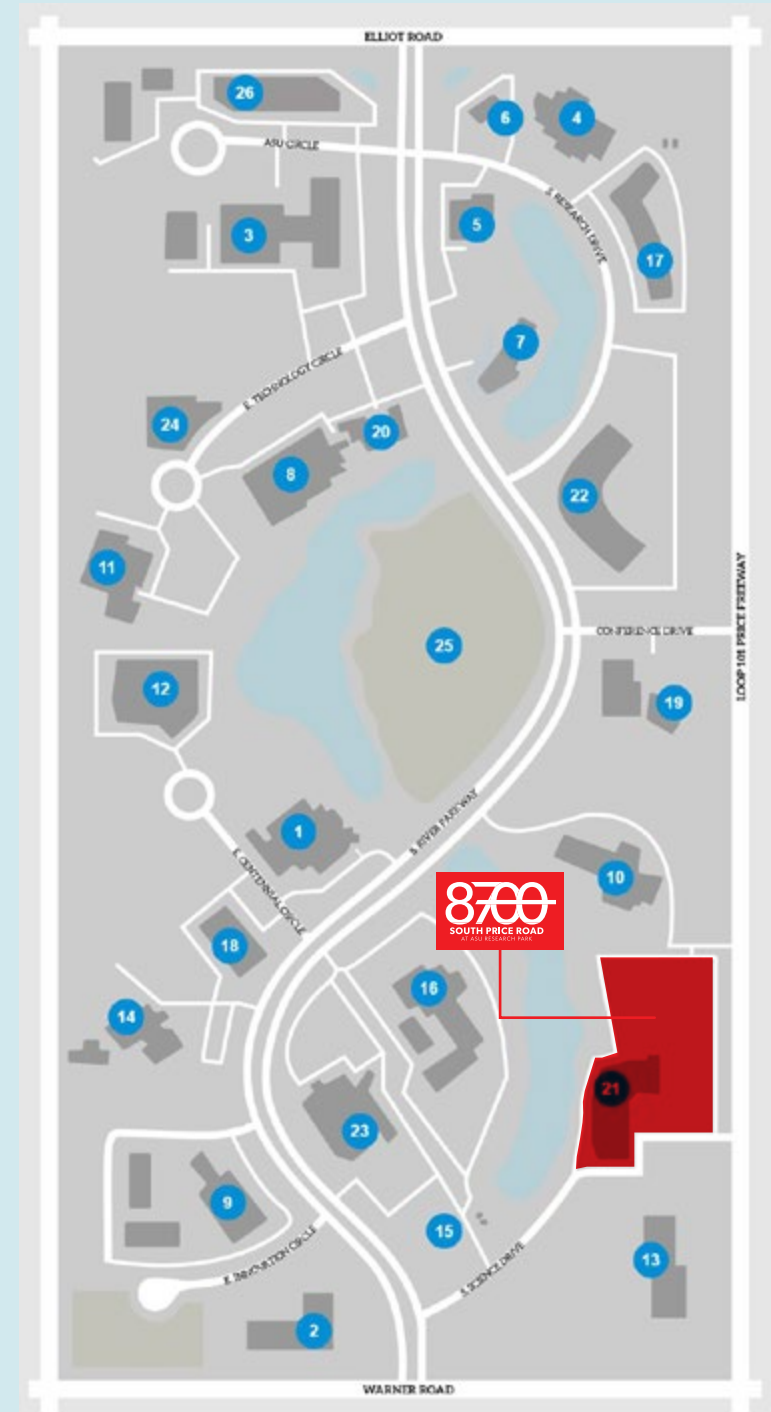 ELLIOT ROAD
26
6
4
ASU CIRCLE
S. RESEARCH DRIVE
5
3
17
7
E. TECHNOLOGY CIRCLE
24
20
8
22
11
LOOP 101 PRICE FREEWAY
CONFERENCE DRIVE
25
12
19
S. RIVER PARKWAY
1
E. CENTENNIAL CIRCLE
10
8700
SOUTH PRICE ROAD
AT ASU RESEARCH PARK
18
16
14
21
23
9
15
E. INNOVATION CIRCLE
S. SCIENCE DRIVE
13
2
WARNER ROAD